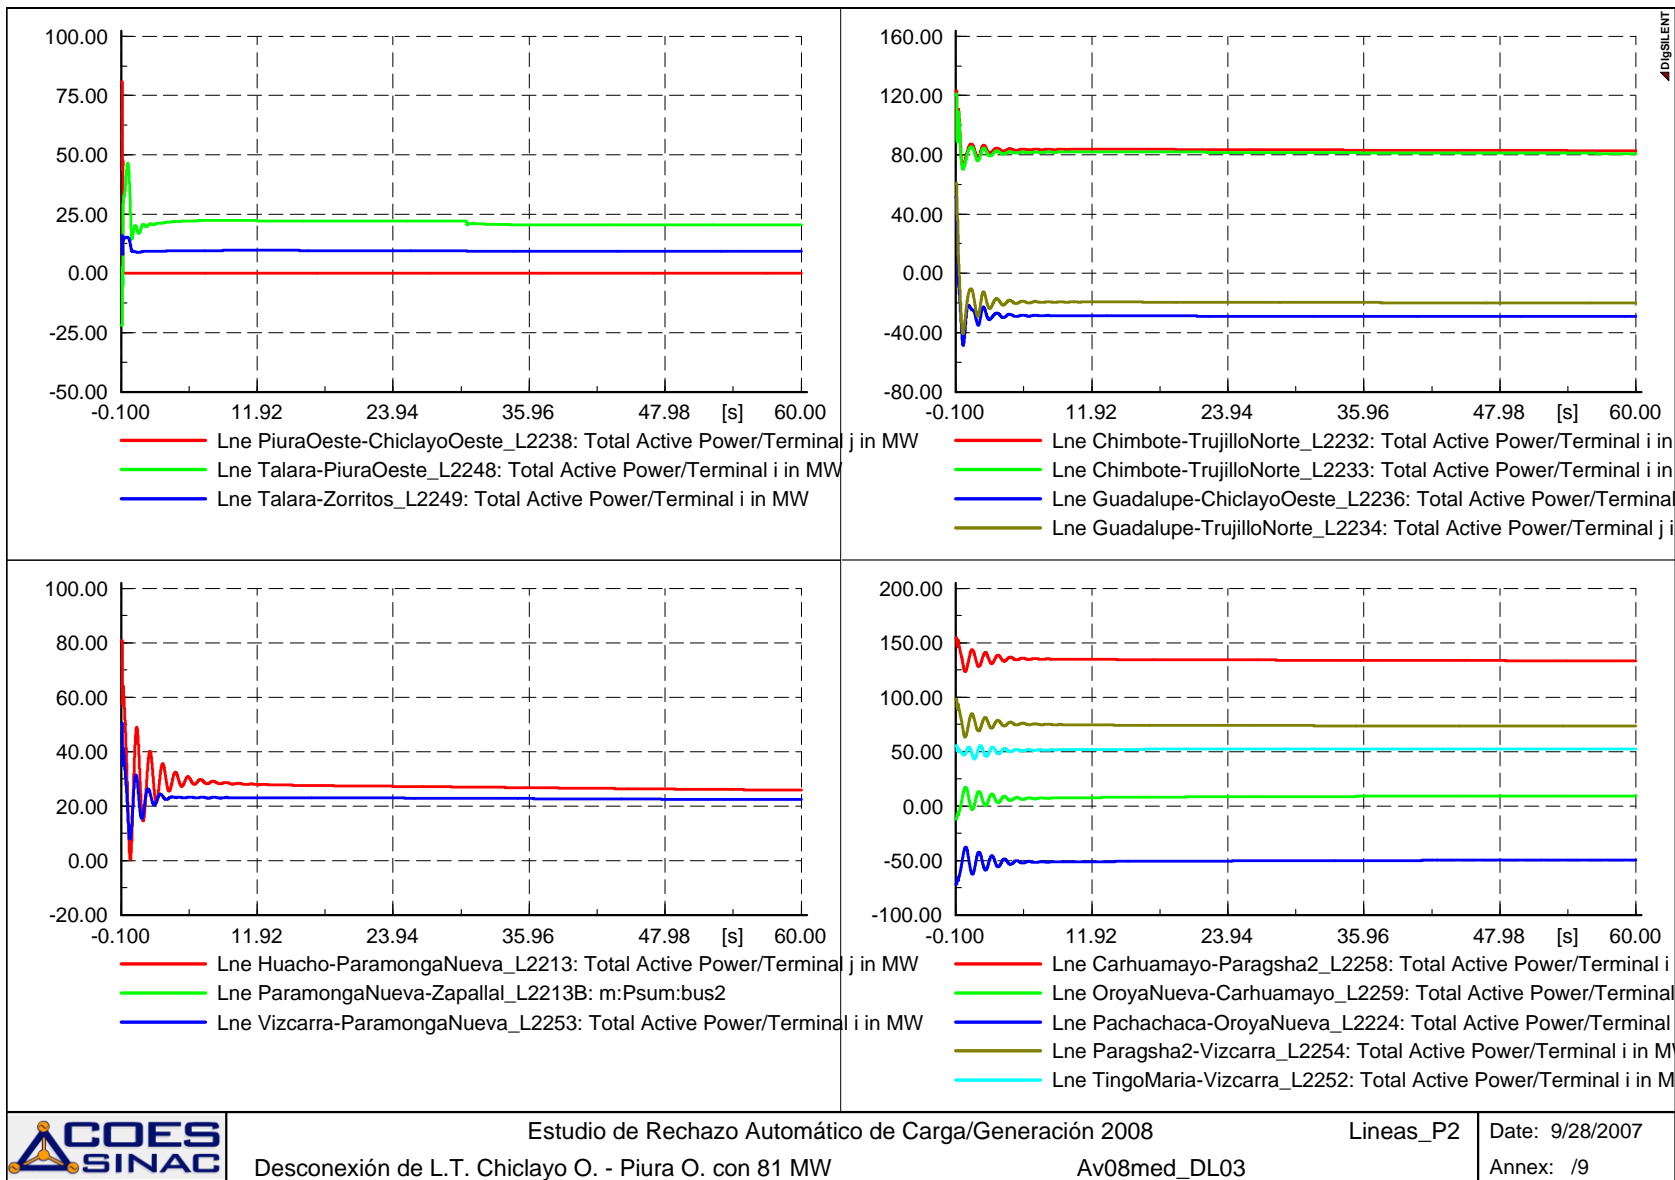 100.00
75.00
50.00
25.00
0.00
-25.00
-50.00
-0.100 11.92 23.94 35.96 47.98 [s] 60.00
Lne PiuraOeste-ChiclayoOeste_L2238: Total Active Power/Terminal j in MW
Lne Talara-PiuraOeste_L2248: Total Active Power/Terminal i in MW
Lne Talara-Zorritos_L2249: Total Active Power/Terminal i in MW
DIgSILENT
160.00
120.00
80.00
40.00
0.00
-40.00
-80.00
-0.100 11.92 23.94 35.96 47.98 [s] 60.00
Lne Chimbote-TrujilloNorte_L2232: Total Active Power/Terminal i in
Lne Chimbote-TrujilloNorte_L2233: Total Active Power/Terminal i in
Lne Guadalupe-ChiclayoOeste_L2236: Total Active Power/Terminal
Lne Guadalupe-TrujilloNorte_L2234: Total Active Power/Terminal j i
100.00
80.00
60.00
40.00
20.00
0.00
-20.00
-0.100 11.92 23.94 35.96 47.98 [s] 60.00
Lne Huacho-ParamongaNueva_L2213: Total Active Power/Terminal j in MW
Lne ParamongaNueva-Zapallal_L2213B: m:Psum:bus2
Lne Vizcarra-ParamongaNueva_L2253: Total Active Power/Terminal i in MW
200.00
150.00
100.00
50.00
0.00
-50.00
-100.00
-0.100 11.92 23.94 35.96 47.98 [s] 60.00
Lne Carhuamayo-Paragsha2_L2258: Total Active Power/Terminal i
Lne OroyaNueva-Carhuamayo_L2259: Total Active Power/Terminal
Lne Pachachaca-OroyaNueva_L2224: Total Active Power/Terminal
Lne Paragsha2-Vizcarra_L2254: Total Active Power/Terminal i in MW
Lne TingoMaria-Vizcarra_L2252: Total Active Power/Terminal i in M
COES
SINAC
Estudio de Rechazo Automático de Carga/Generación 2008
Desconexión de L.T. Chiclayo O. - Piura O. con 81 MW
Lineas_P2
Av08med_DL03
Date: 9/28/2007
Annex: /9